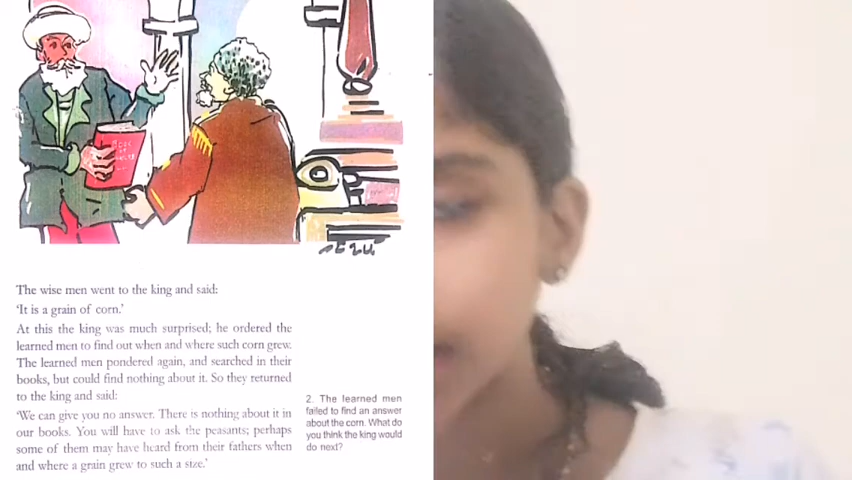 The wise men went to the king and said:
‘It is a grain of corn.’
At this the king was much surprised; he ordered the
learned men to find out when and where such corn grew.
The learned men pondered again, and searched in their
books, but could find nothing about it. So they returned
to the king and said:
‘We can give you no answer. There is nothing about it in
our books. You will have to ask the peasants; perhaps
some of them may have heard from their fathers when
and where a grain grew to such a size.’
2. The learned men
failed to find an answer
about the corn. What do
you think the king would
do next?